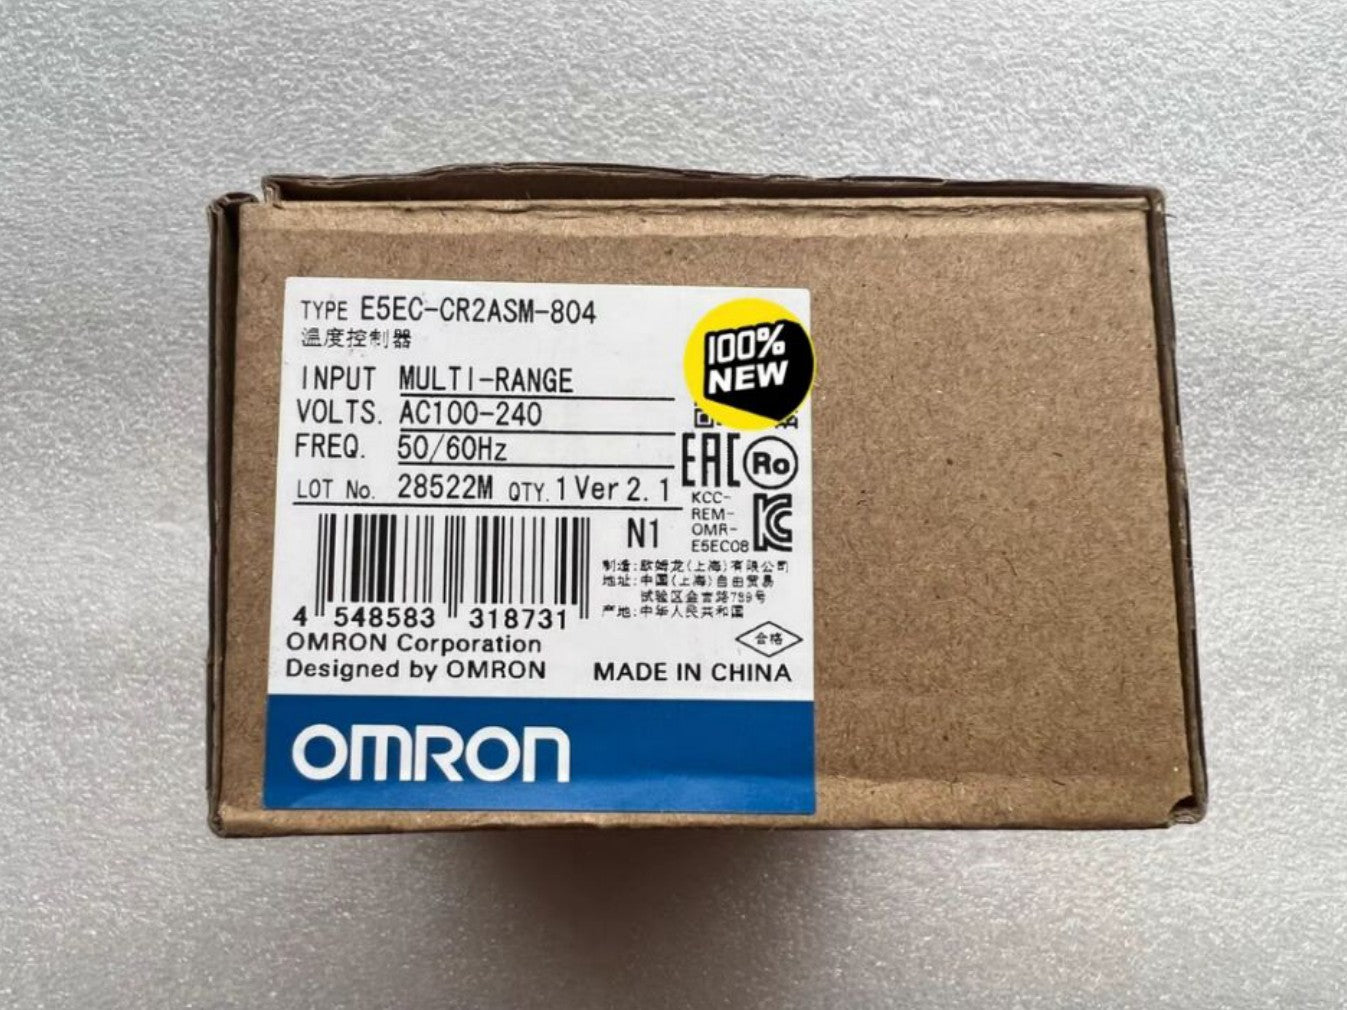 TYPE E5EC-CR2ASM-804
温度控制器
INPUT MULTI-RANGE
VOLTS. AC100-240
FREQ. 50/60Hz
LOT No. 28522M QTY. 1 Ver 2.1
100%
NEW
EAC
Ro
KCC-
REM-
OMR-
E5EC08
N1
4 548583 318731
制造:欧姆龙(上海)有限公司
地址:中国(上海)自由贸易
试验区金吉路789号
产地:中华人民共和国
合格
OMRON Corporation
Designed by OMRON
MADE IN CHINA
OMRON